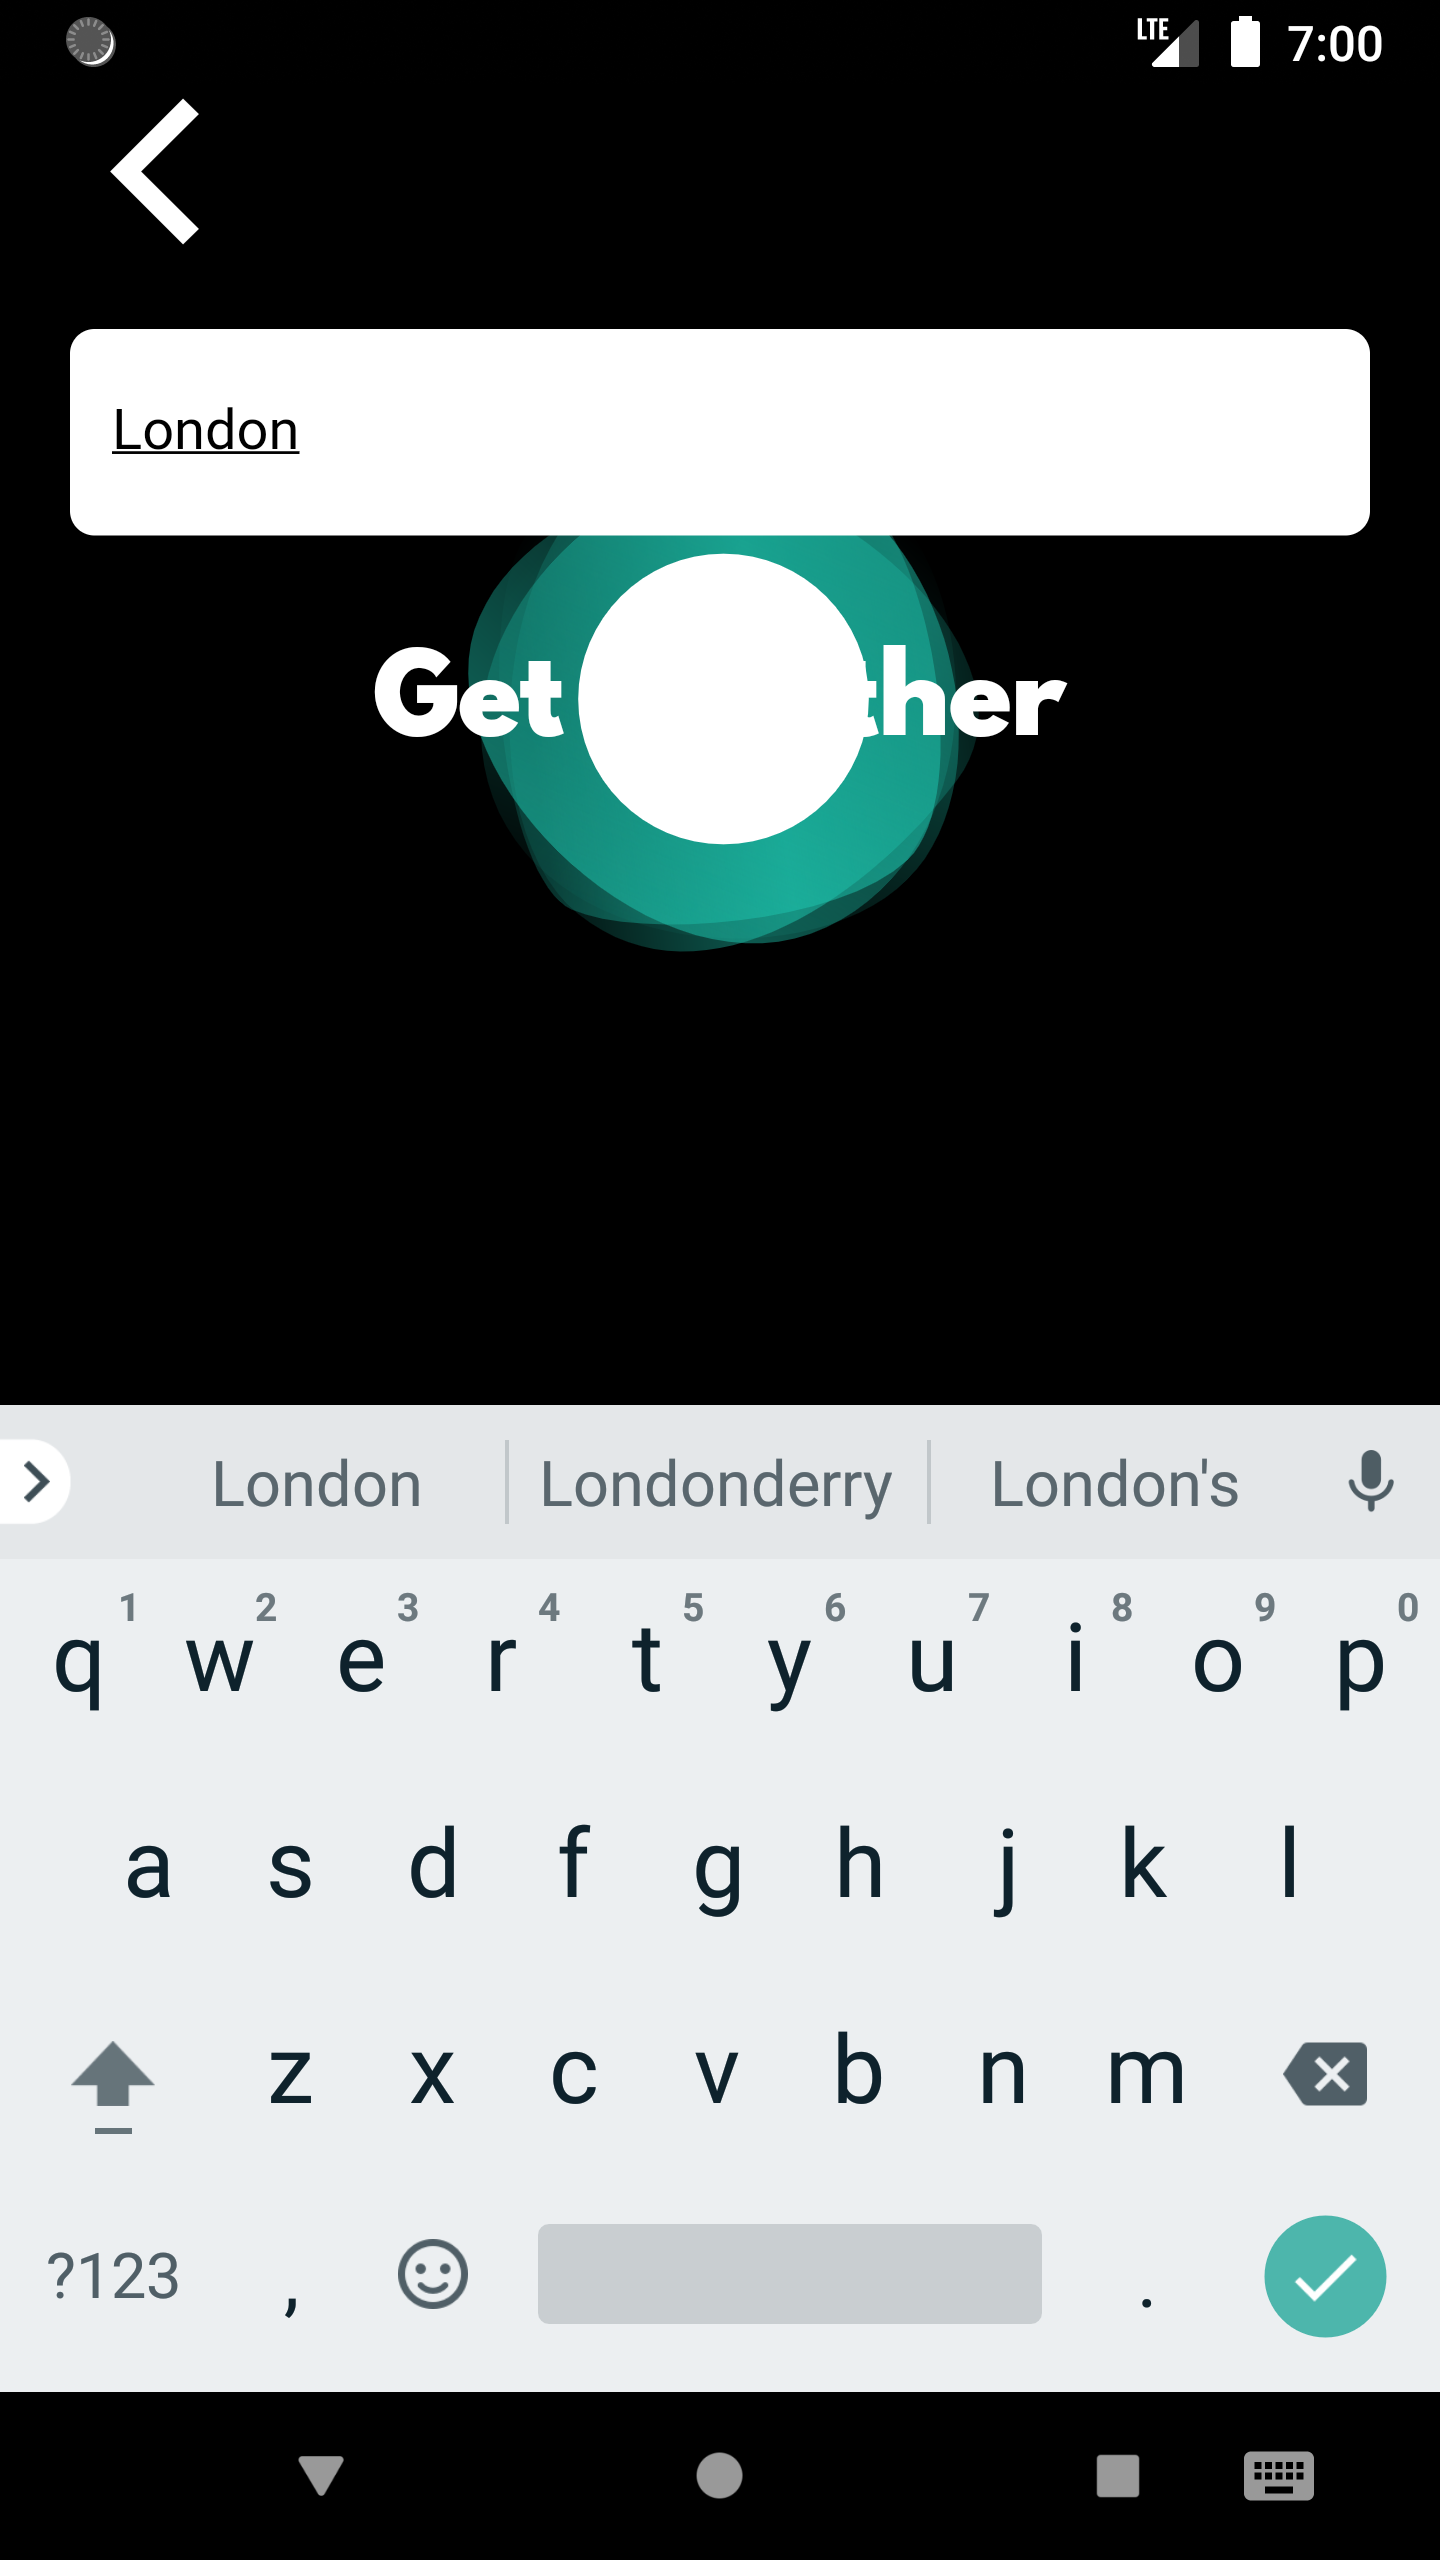 LTE 7:00
London
Get ther
London Londonderry London's
1 2 3 4 5 6 7 8 9 0
q w e r t y u i o p
a s d f g h j k l
z x c v b n m
?123 , .